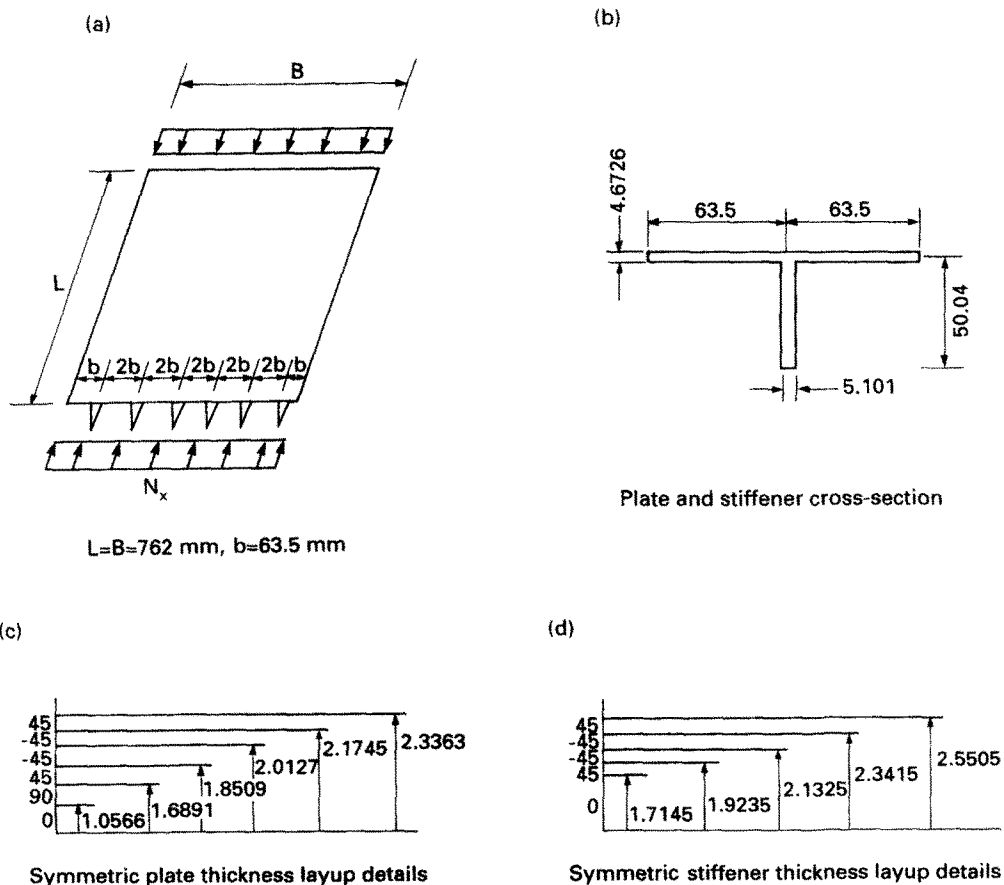 (a)
B
L
b 2b 2b 2b 2b 2b b
Nx
L=B=762 mm, b=63.5 mm
(b)
4.6726
63.5
63.5
50.04
5.101
Plate and stiffener cross-section
(c)
45
-45
-45
45
90
0
1.0566
1.6891
1.8509
2.0127
2.1745
2.3363
Symmetric plate thickness layup details
(d)
45
-45
-45
45
0
1.7145
1.9235
2.1325
2.3415
2.5505
Symmetric stiffener thickness layup details